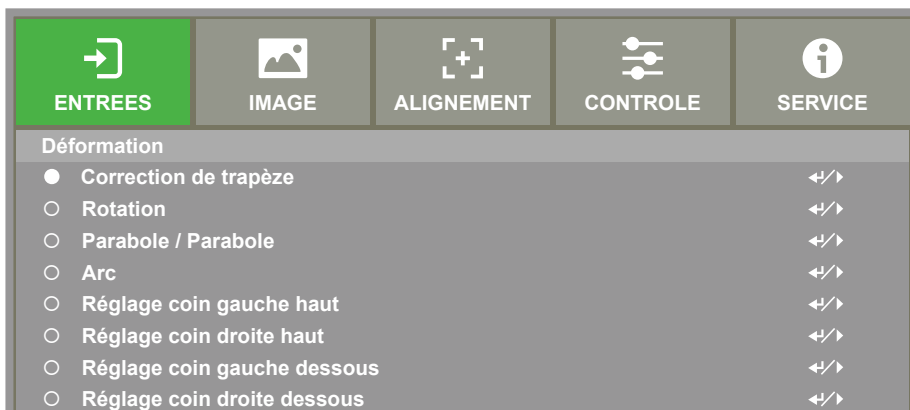 ENTREES IMAGE ALIGNEMENT CONTROLE SERVICE
Déformation
Correction de trapèze
Rotation
Parabole / Parabole
Arc
Réglage coin gauche haut
Réglage coin droite haut
Réglage coin gauche dessous
Réglage coin droite dessous